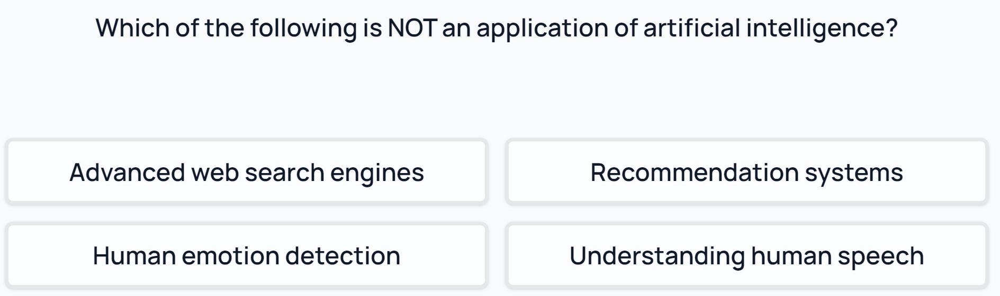 Which of the following is NOT an application of artificial intelligence?
Advanced web search engines
Recommendation systems
Human emotion detection
Understanding human speech